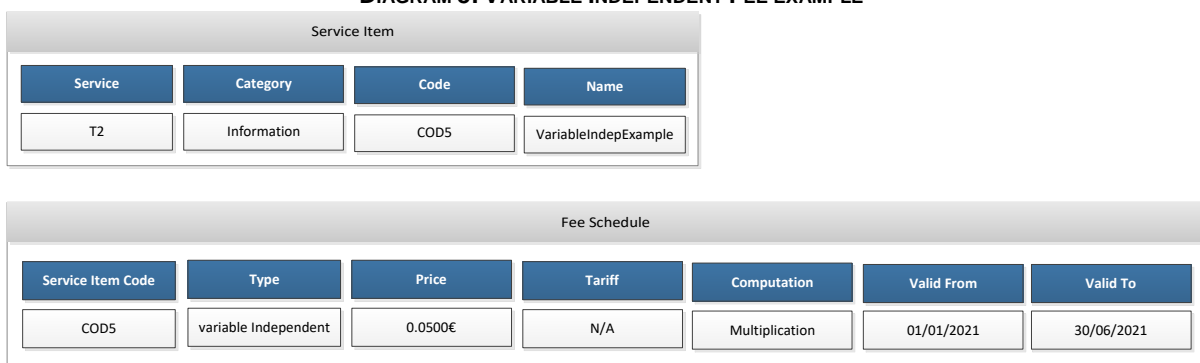 Service Item
Service Category Code Name
T2 Information COD5 VariableIndepExample
Fee Schedule
Service Item Code Type Price Tariff Computation Valid From Valid To
COD5 variable Independent 0.0500€ N/A Multiplication 01/01/2021 30/06/2021